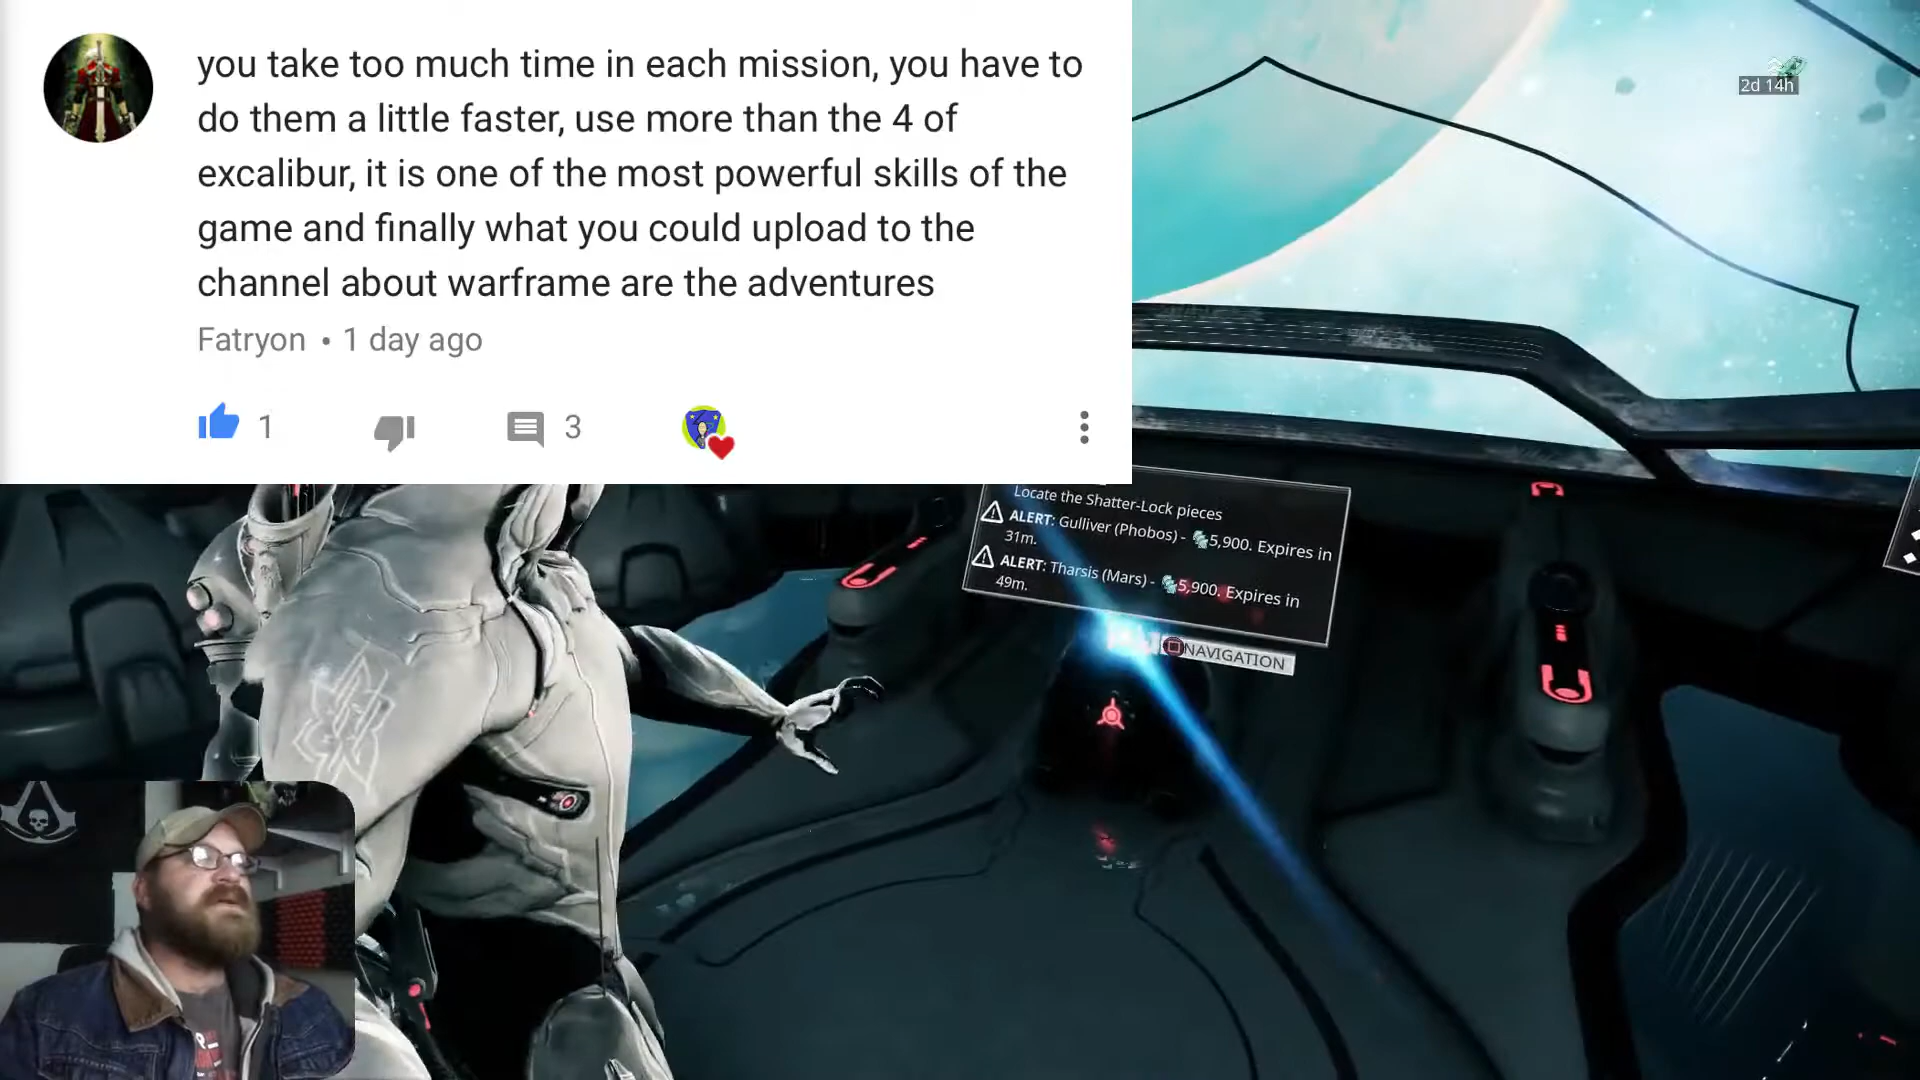 you take too much time in each mission, you have to
do them a little faster, use more than the 4 of
excalibur, it is one of the most powerful skills of the
game and finally what you could upload to the
channel about warframe are the adventures
Fatryon • 1 day ago
1
3
2d 14h
Locate the Shatter-Lock pieces
ALERT: Gulliver (Phobos) - 5,900. Expires in
31m.
ALERT: Tharsis (Mars) - 5,900. Expires in
49m.
NAVIGATION